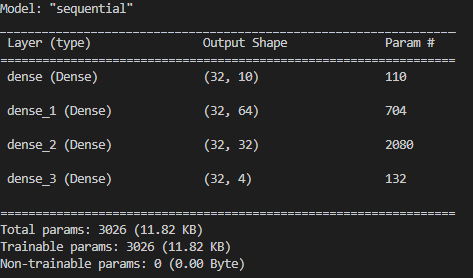 Model: "sequential"
_________________________________________________________________
Layer (type) Output Shape Param #
=================================================================
dense (Dense) (32, 10) 110
dense_1 (Dense) (32, 64) 704
dense_2 (Dense) (32, 32) 2080
dense_3 (Dense) (32, 4) 132
=================================================================
Total params: 3026 (11.82 KB)
Trainable params: 3026 (11.82 KB)
Non-trainable params: 0 (0.00 Byte)